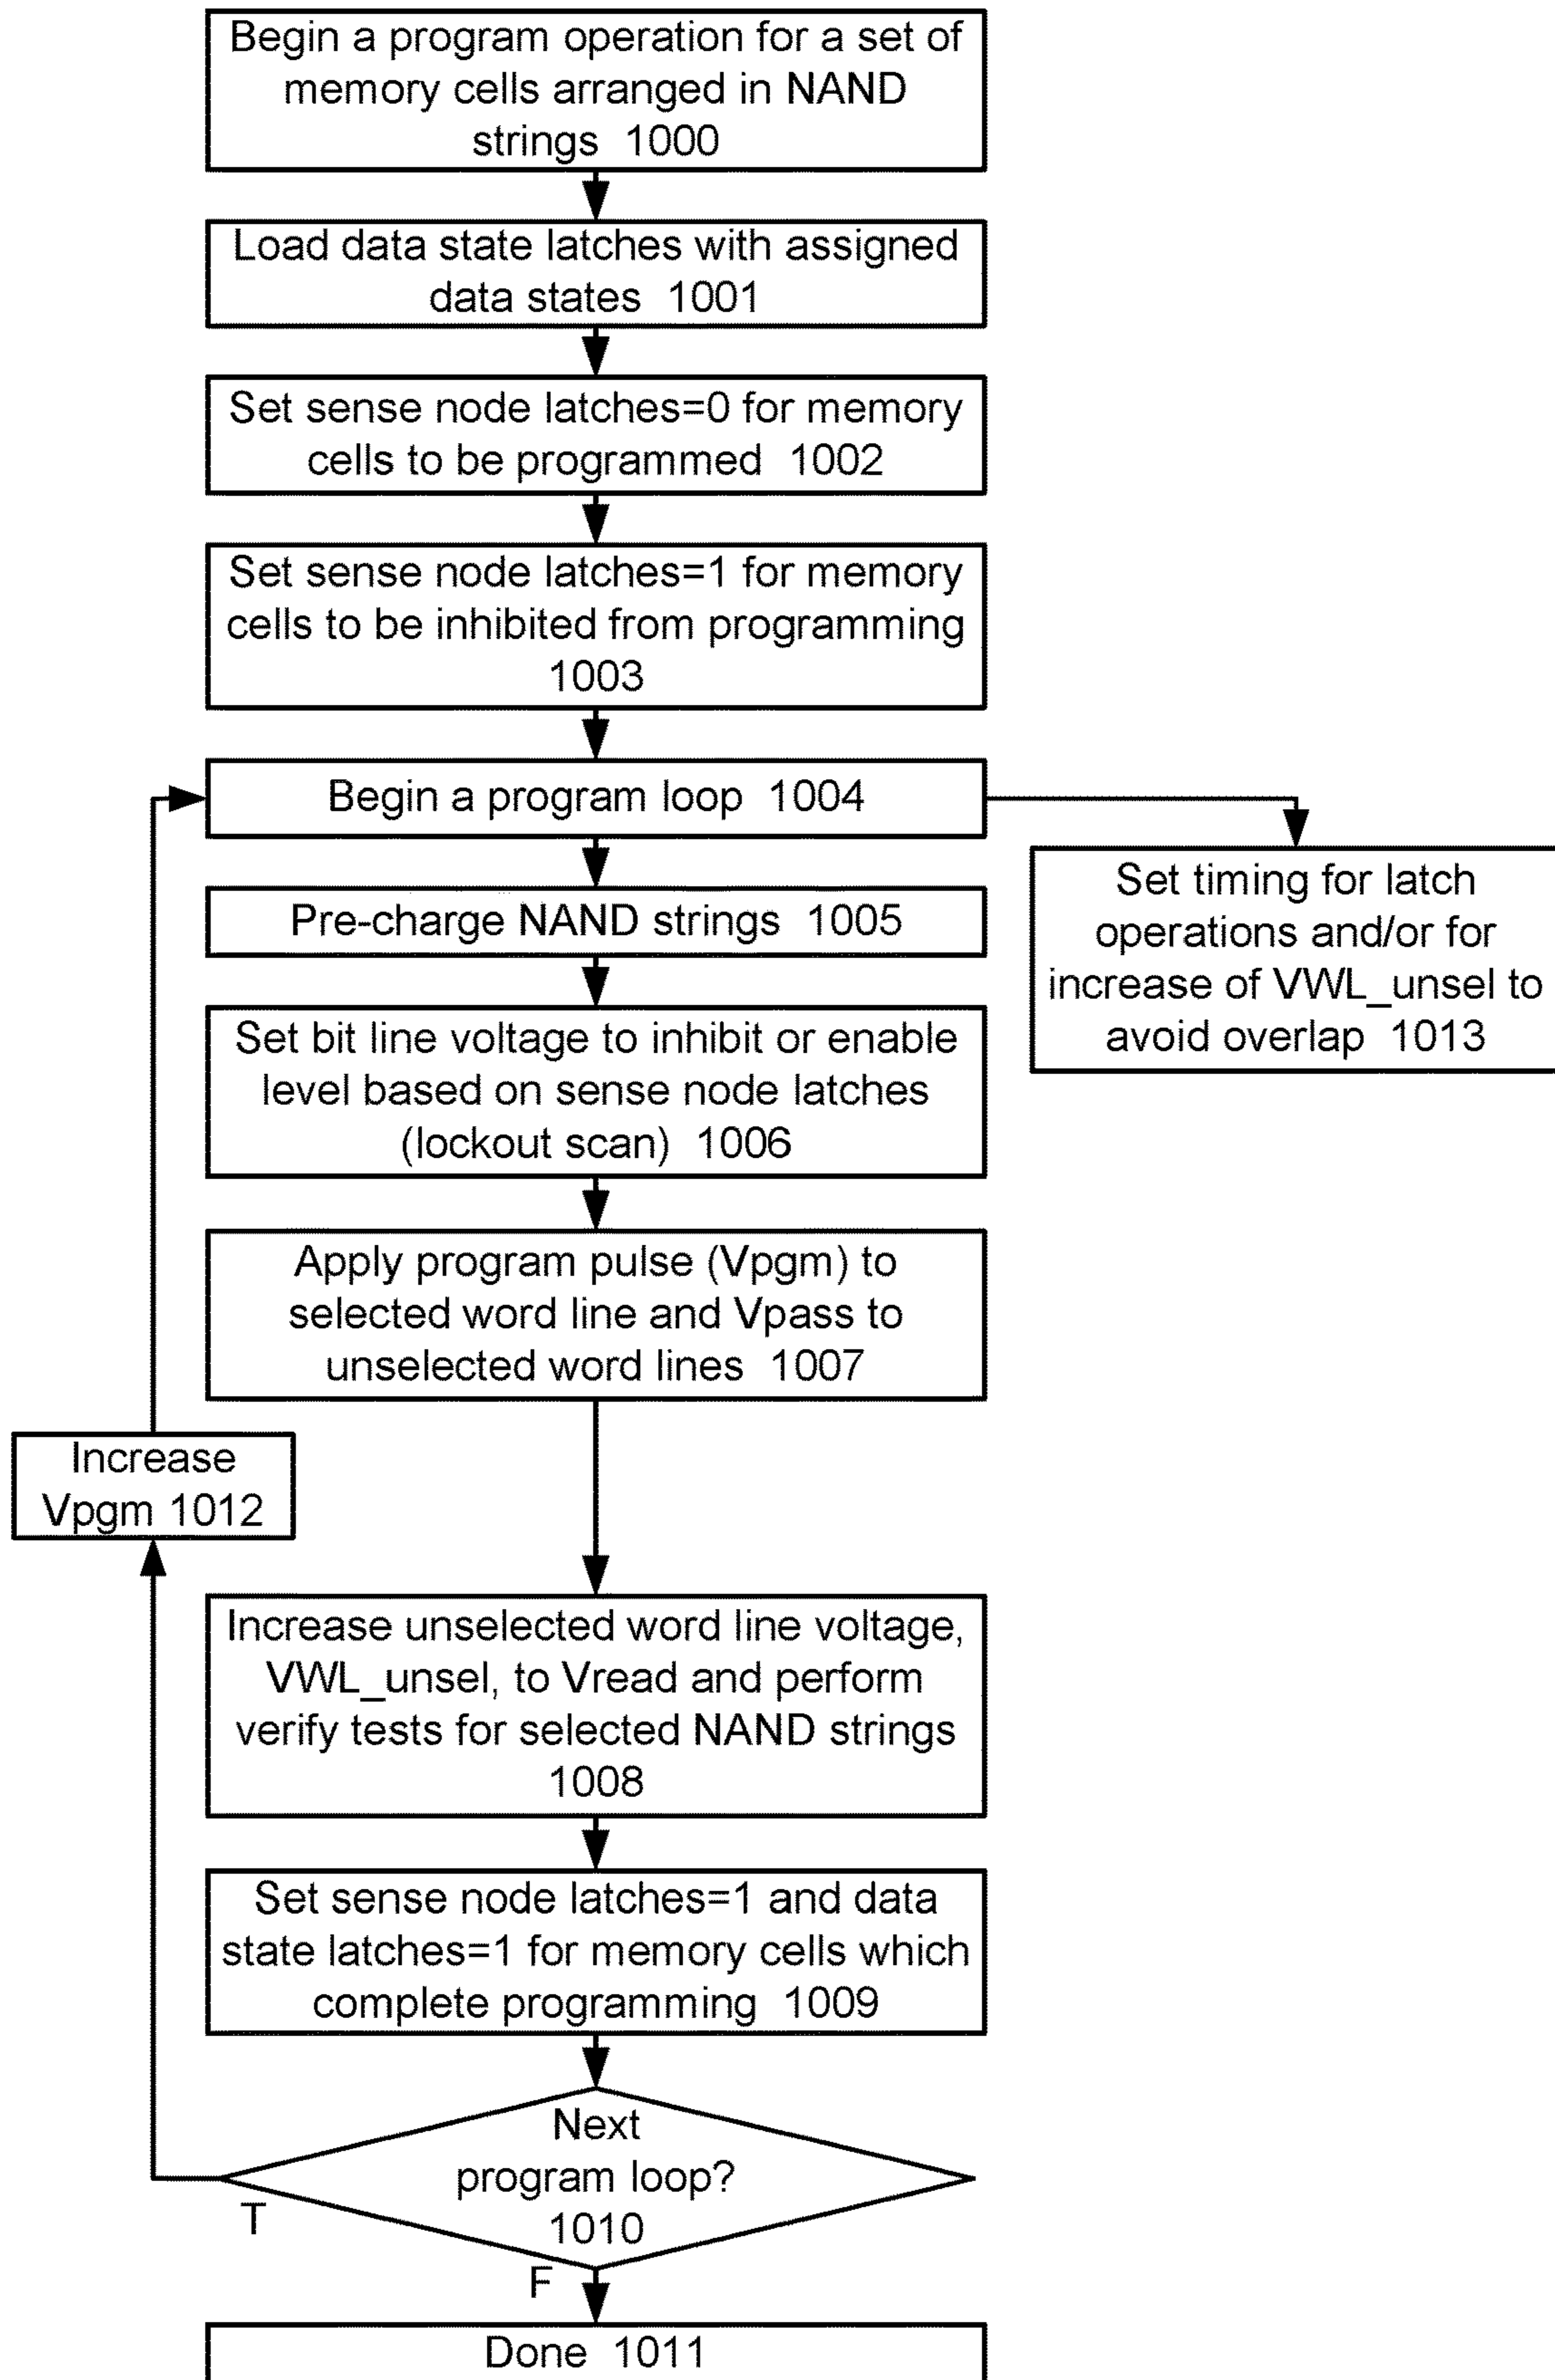 Begin a program operation for a set of
memory cells arranged in NAND
strings 1000
Load data state latches with assigned
data states 1001
Set sense node latches=0 for memory
cells to be programmed 1002
Set sense node latches=1 for memory
cells to be inhibited from programming
1003
Begin a program loop 1004
Set timing for latch
operations and/or for
increase of VWL_unsel to
avoid overlap 1013
Pre-charge NAND strings 1005
Set bit line voltage to inhibit or enable
level based on sense node latches
(lockout scan) 1006
Apply program pulse (Vpgm) to
selected word line and Vpass to
unselected word lines 1007
Increase
Vpgm 1012
Increase unselected word line voltage,
VWL_unsel, to Vread and perform
verify tests for selected NAND strings
1008
Set sense node latches=1 and data
state latches=1 for memory cells which
complete programming 1009
Next
program loop?
1010
T
F
Done 1011